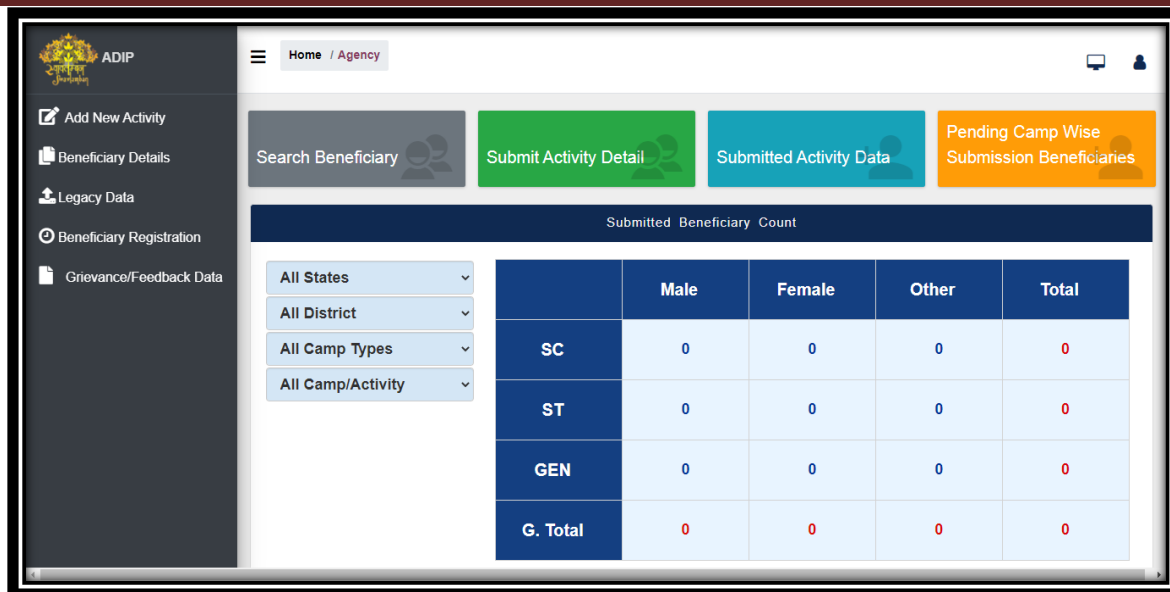 ADIP
स्वावलंबन
Swavlamban
Home / Agency
Add New Activity
Beneficiary Details
Legacy Data
Beneficiary Registration
Grievance/Feedback Data
Search Beneficiary
Submit Activity Detail
Submitted Activity Data
Pending Camp Wise
Submission Beneficiaries
Submitted Beneficiary Count
All States
All District
All Camp Types
All Camp/Activity
Male Female Other Total
SC 0 0 0 0
ST 0 0 0 0
GEN 0 0 0 0
G. Total 0 0 0 0